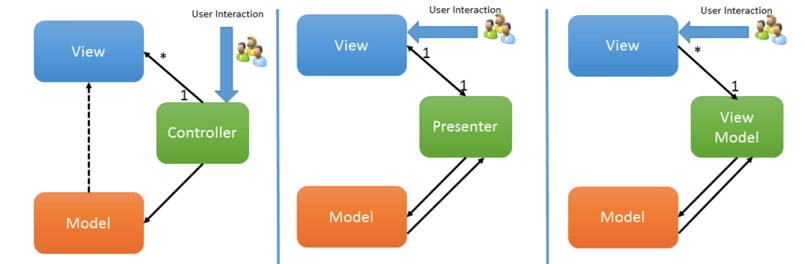 User Interaction
View
*
1
Controller
Model
User Interaction
View
1
1
Presenter
Model
User Interaction
View
*
1
View
Model
Model